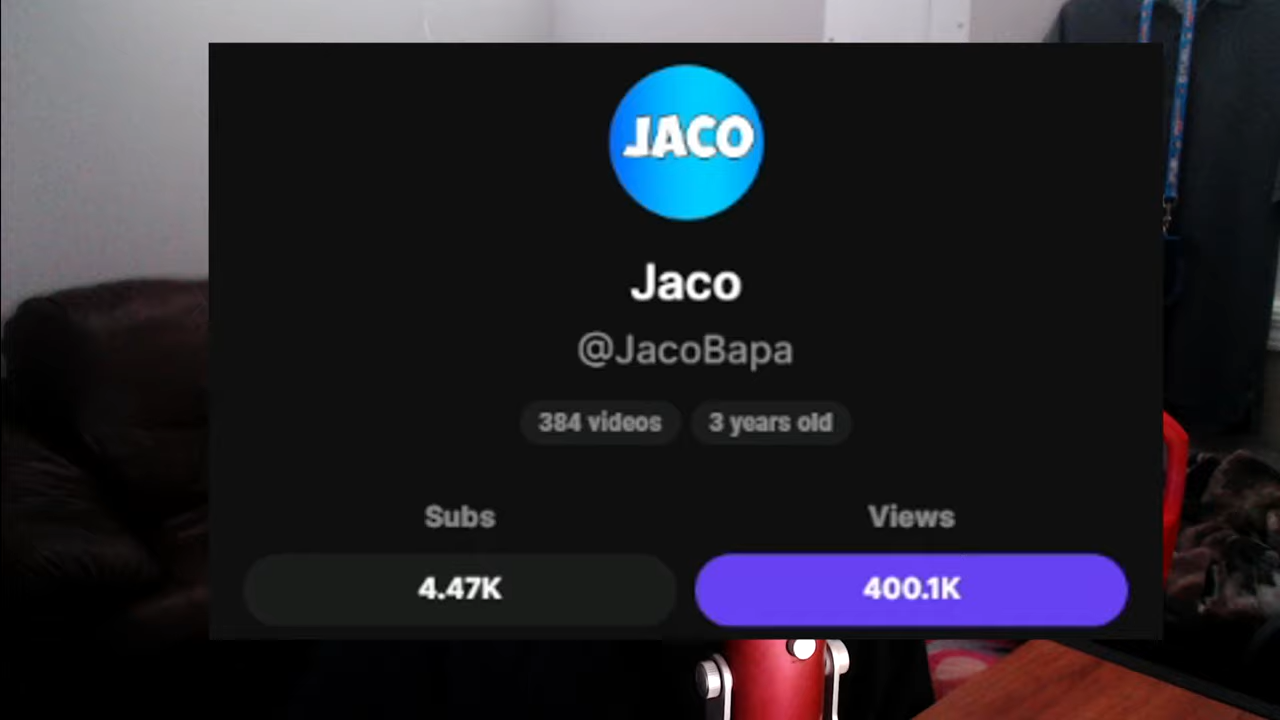 JACO
Jaco
@JacoBapa
384 videos 3 years old
Subs Views
4.47K 400.1K